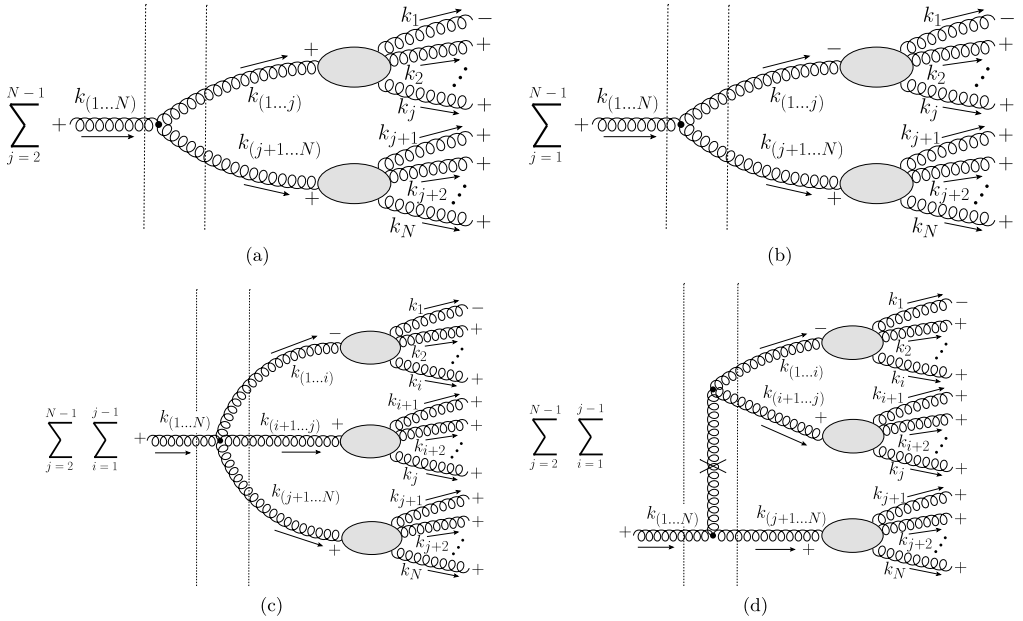 N − 1
∑
j = 2
+
k(1...N)
+
k(1...j)
k(j+1...N)
+
k1
−
+
k2
kj
+
kj+1
+
+
kj+2
kN
+
(a)
N − 1
∑
j = 1
+
k(1...N)
−
k(1...j)
k(j+1...N)
+
k1
−
+
k2
kj
+
kj+1
+
+
kj+2
kN
+
(b)
N − 1 j − 1
∑ ∑
j = 2 i = 1
+
k(1...N)
−
k(1...i)
k(i+1...j)
+
k(j+1...N)
+
k1
−
+
k2
ki
+
ki+1
+
+
ki+2
kj
+
kj+1
+
+
kj+2
kN
+
(c)
N − 1 j − 1
∑ ∑
j = 2 i = 1
−
k(1...i)
k(i+1...j)
+
+
k(1...N)
k(j+1...N)
+
k1
−
+
k2
ki
+
ki+1
+
+
ki+2
kj
+
kj+1
+
+
kj+2
kN
+
(d)